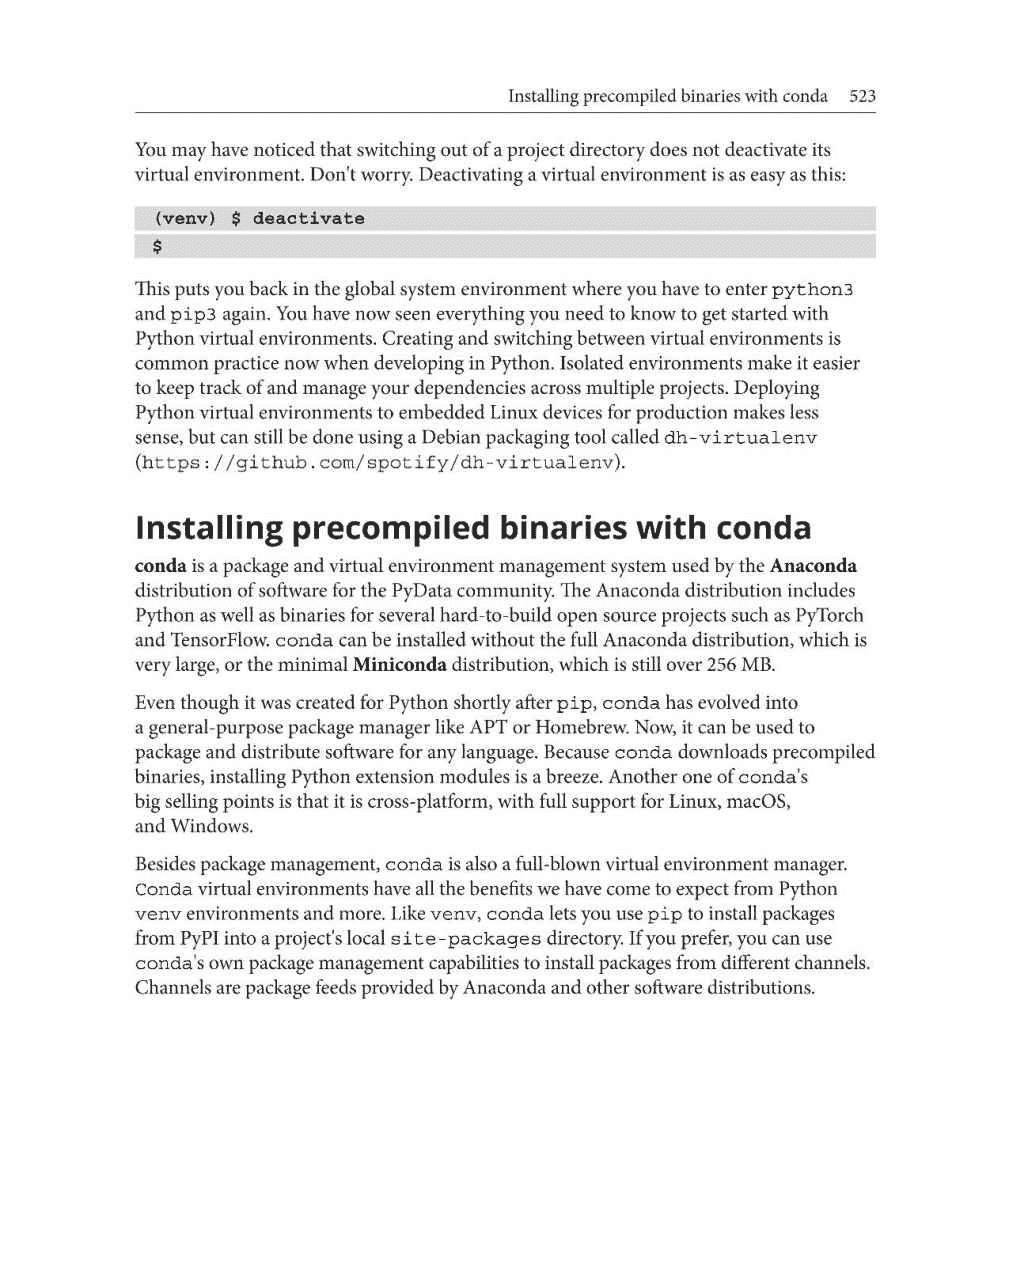 Installing precompiled binaries with conda 523
You may have noticed that switching out of a project directory does not deactivate its
virtual environment. Don't worry. Deactivating a virtual environment is as easy as this:
(venv) $ deactivate
$
This puts you back in the global system environment where you have to enter python3
and pip3 again. You have now seen everything you need to know to get started with
Python virtual environments. Creating and switching between virtual environments is
common practice now when developing in Python. Isolated environments make it easier
to keep track of and manage your dependencies across multiple projects. Deploying
Python virtual environments to embedded Linux devices for production makes less
sense, but can still be done using a Debian packaging tool called dh-virtualenv
(https://github.com/spotify/dh-virtualenv).
Installing precompiled binaries with conda
conda is a package and virtual environment management system used by the Anaconda
distribution of software for the PyData community. The Anaconda distribution includes
Python as well as binaries for several hard-to-build open source projects such as PyTorch
and TensorFlow. conda can be installed without the full Anaconda distribution, which is
very large, or the minimal Miniconda distribution, which is still over 256 MB.
Even though it was created for Python shortly after pip, conda has evolved into
a general-purpose package manager like APT or Homebrew. Now, it can be used to
package and distribute software for any language. Because conda downloads precompiled
binaries, installing Python extension modules is a breeze. Another one of conda's
big selling points is that it is cross-platform, with full support for Linux, macOS,
and Windows.
Besides package management, conda is also a full-blown virtual environment manager.
Conda virtual environments have all the benefits we have come to expect from Python
venv environments and more. Like venv, conda lets you use pip to install packages
from PyPI into a project's local site-packages directory. If you prefer, you can use
conda's own package management capabilities to install packages from different channels.
Channels are package feeds provided by Anaconda and other software distributions.